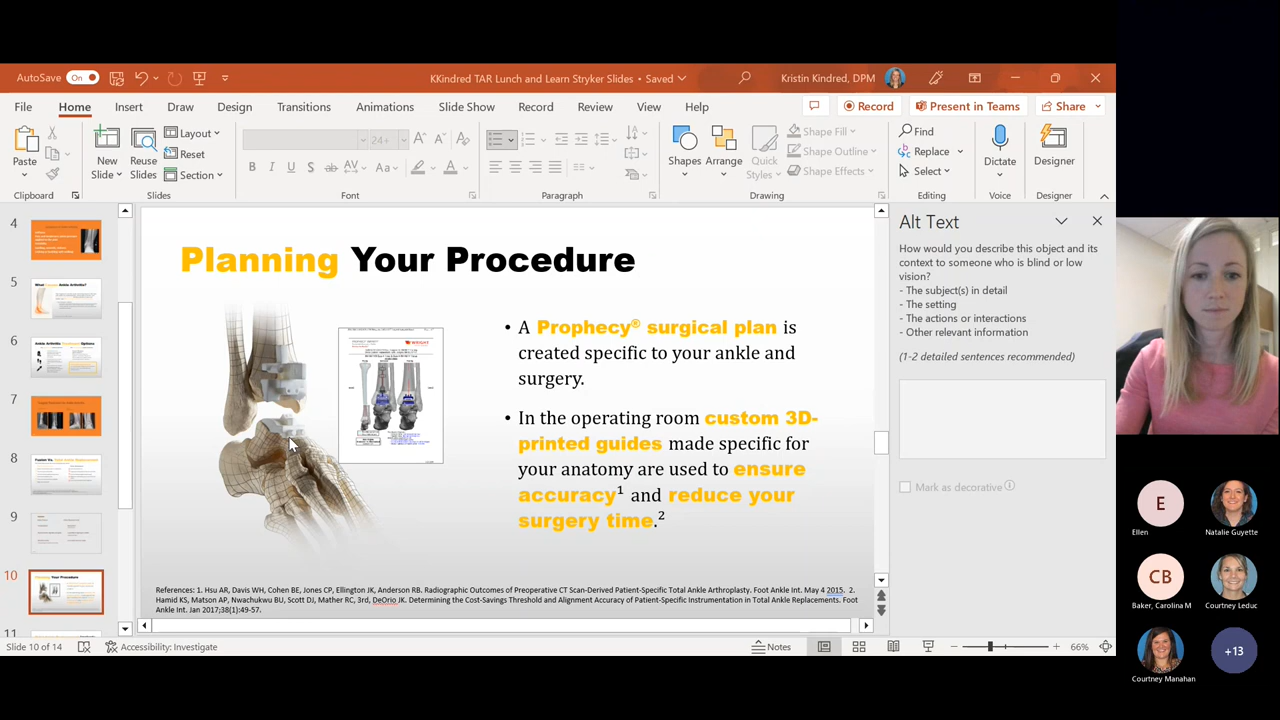 AutoSave On
KKindred TAR Lunch and Learn Stryker Slides • Saved
Kristin Kindred, DPM
File Home Insert Draw Design Transitions Animations Slide Show Record Review View Help
Record Present in Teams Share
Paste
New Slide
Reuse Slides
Layout
Reset
Section
24+
Shapes
Arrange
Quick Styles
Shape Fill
Shape Outline
Shape Effects
Find
Replace
Select
Dictate
Designer
Clipboard Slides Font Paragraph Drawing Editing Voice Designer
4
5
6
7
8
9
10
11
Planning Your Procedure
WRIGHT
• A Prophecy® surgical plan is
created specific to your ankle and
surgery.
• In the operating room custom 3D-
printed guides made specific for
your anatomy are used to ensure
accuracy¹ and reduce your
surgery time.²
References: 1. Hsu AR, Davis WH, Cohen BE, Jones CP, Ellington JK, Anderson RB. Radiographic Outcomes of Preoperative CT Scan-Derived Patient-Specific Total Ankle Arthroplasty. Foot Ankle Int. May 4 2015. 2.
Hamid KS, Matson AP, Nwachukwu BU, Scott DJ, Mather RC, 3rd, DeOrio JK. Determining the Cost-Savings Threshold and Alignment Accuracy of Patient-Specific Instrumentation in Total Ankle Replacements. Foot
Ankle Int. Jan 2017;38(1):49-57.
Alt Text
How would you describe this object and its
context to someone who is blind or low
vision?
- The subject(s) in detail
- The setting
- The actions or interactions
- Other relevant information
(1-2 detailed sentences recommended)
Mark as decorative
Slide 10 of 14
Accessibility: Investigate
Notes
66%
E
Ellen
Natalie Guyette
CB
Baker, Carolina M
Courtney Leduc
Courtney Manahan
+13